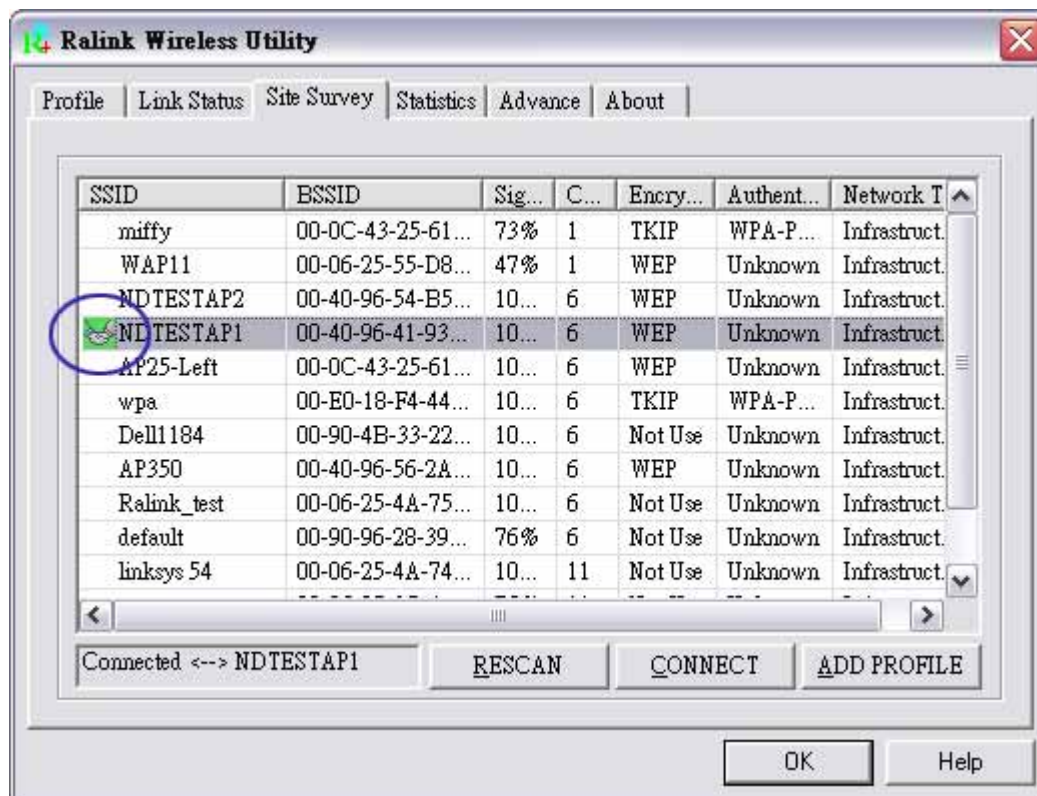 Ralink Wireless Utility
Profile Link Status Site Survey Statistics Advance About
SSID BSSID Sig... C... Encry... Authent... Network T
miffy 00-0C-43-25-61... 73% 1 TKIP WPA-P... Infrastruct.
WAP11 00-06-25-55-D8... 47% 1 WEP Unknown Infrastruct.
NDTESTAP2 00-40-96-54-B5... 10... 6 WEP Unknown Infrastruct.
NDTESTAP1 00-40-96-41-93... 10... 6 WEP Unknown Infrastruct.
AP25-Left 00-0C-43-25-61... 10... 6 WEP Unknown Infrastruct.
wpa 00-E0-18-F4-44... 10... 6 TKIP WPA-P... Infrastruct.
Dell1184 00-90-4B-33-22... 10... 6 Not Use Unknown Infrastruct.
AP350 00-40-96-56-2A... 10... 6 WEP Unknown Infrastruct.
Ralink_test 00-06-25-4A-75... 10... 6 Not Use Unknown Infrastruct.
default 00-90-96-28-39... 76% 6 Not Use Unknown Infrastruct.
linksys 54 00-06-25-4A-74... 10... 11 Not Use Unknown Infrastruct.
Connected <--> NDTESTAP1 RESCAN CONNECT ADD PROFILE
OK Help